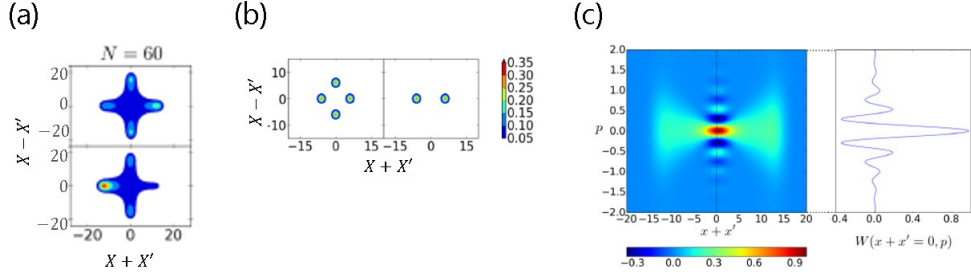 (a)
N = 60
20
0
−20
20
0
−20
X − X′
−20 0 20
X + X′
(b)
10
0
−10
X − X′
−15 0 15 −15 0 15
X + X′
0.35
0.30
0.25
0.20
0.15
0.10
0.05
(c)
2.0
1.5
1.0
0.5
p 0.0
−0.5
−1.0
−1.5
−2.0
−20 −15 −10 −5 0 5 10 15 20
x + x′
−0.3 0.0 0.3 0.6 0.9
0.4 0.0 0.4 0.8
W(x + x′ = 0, p)